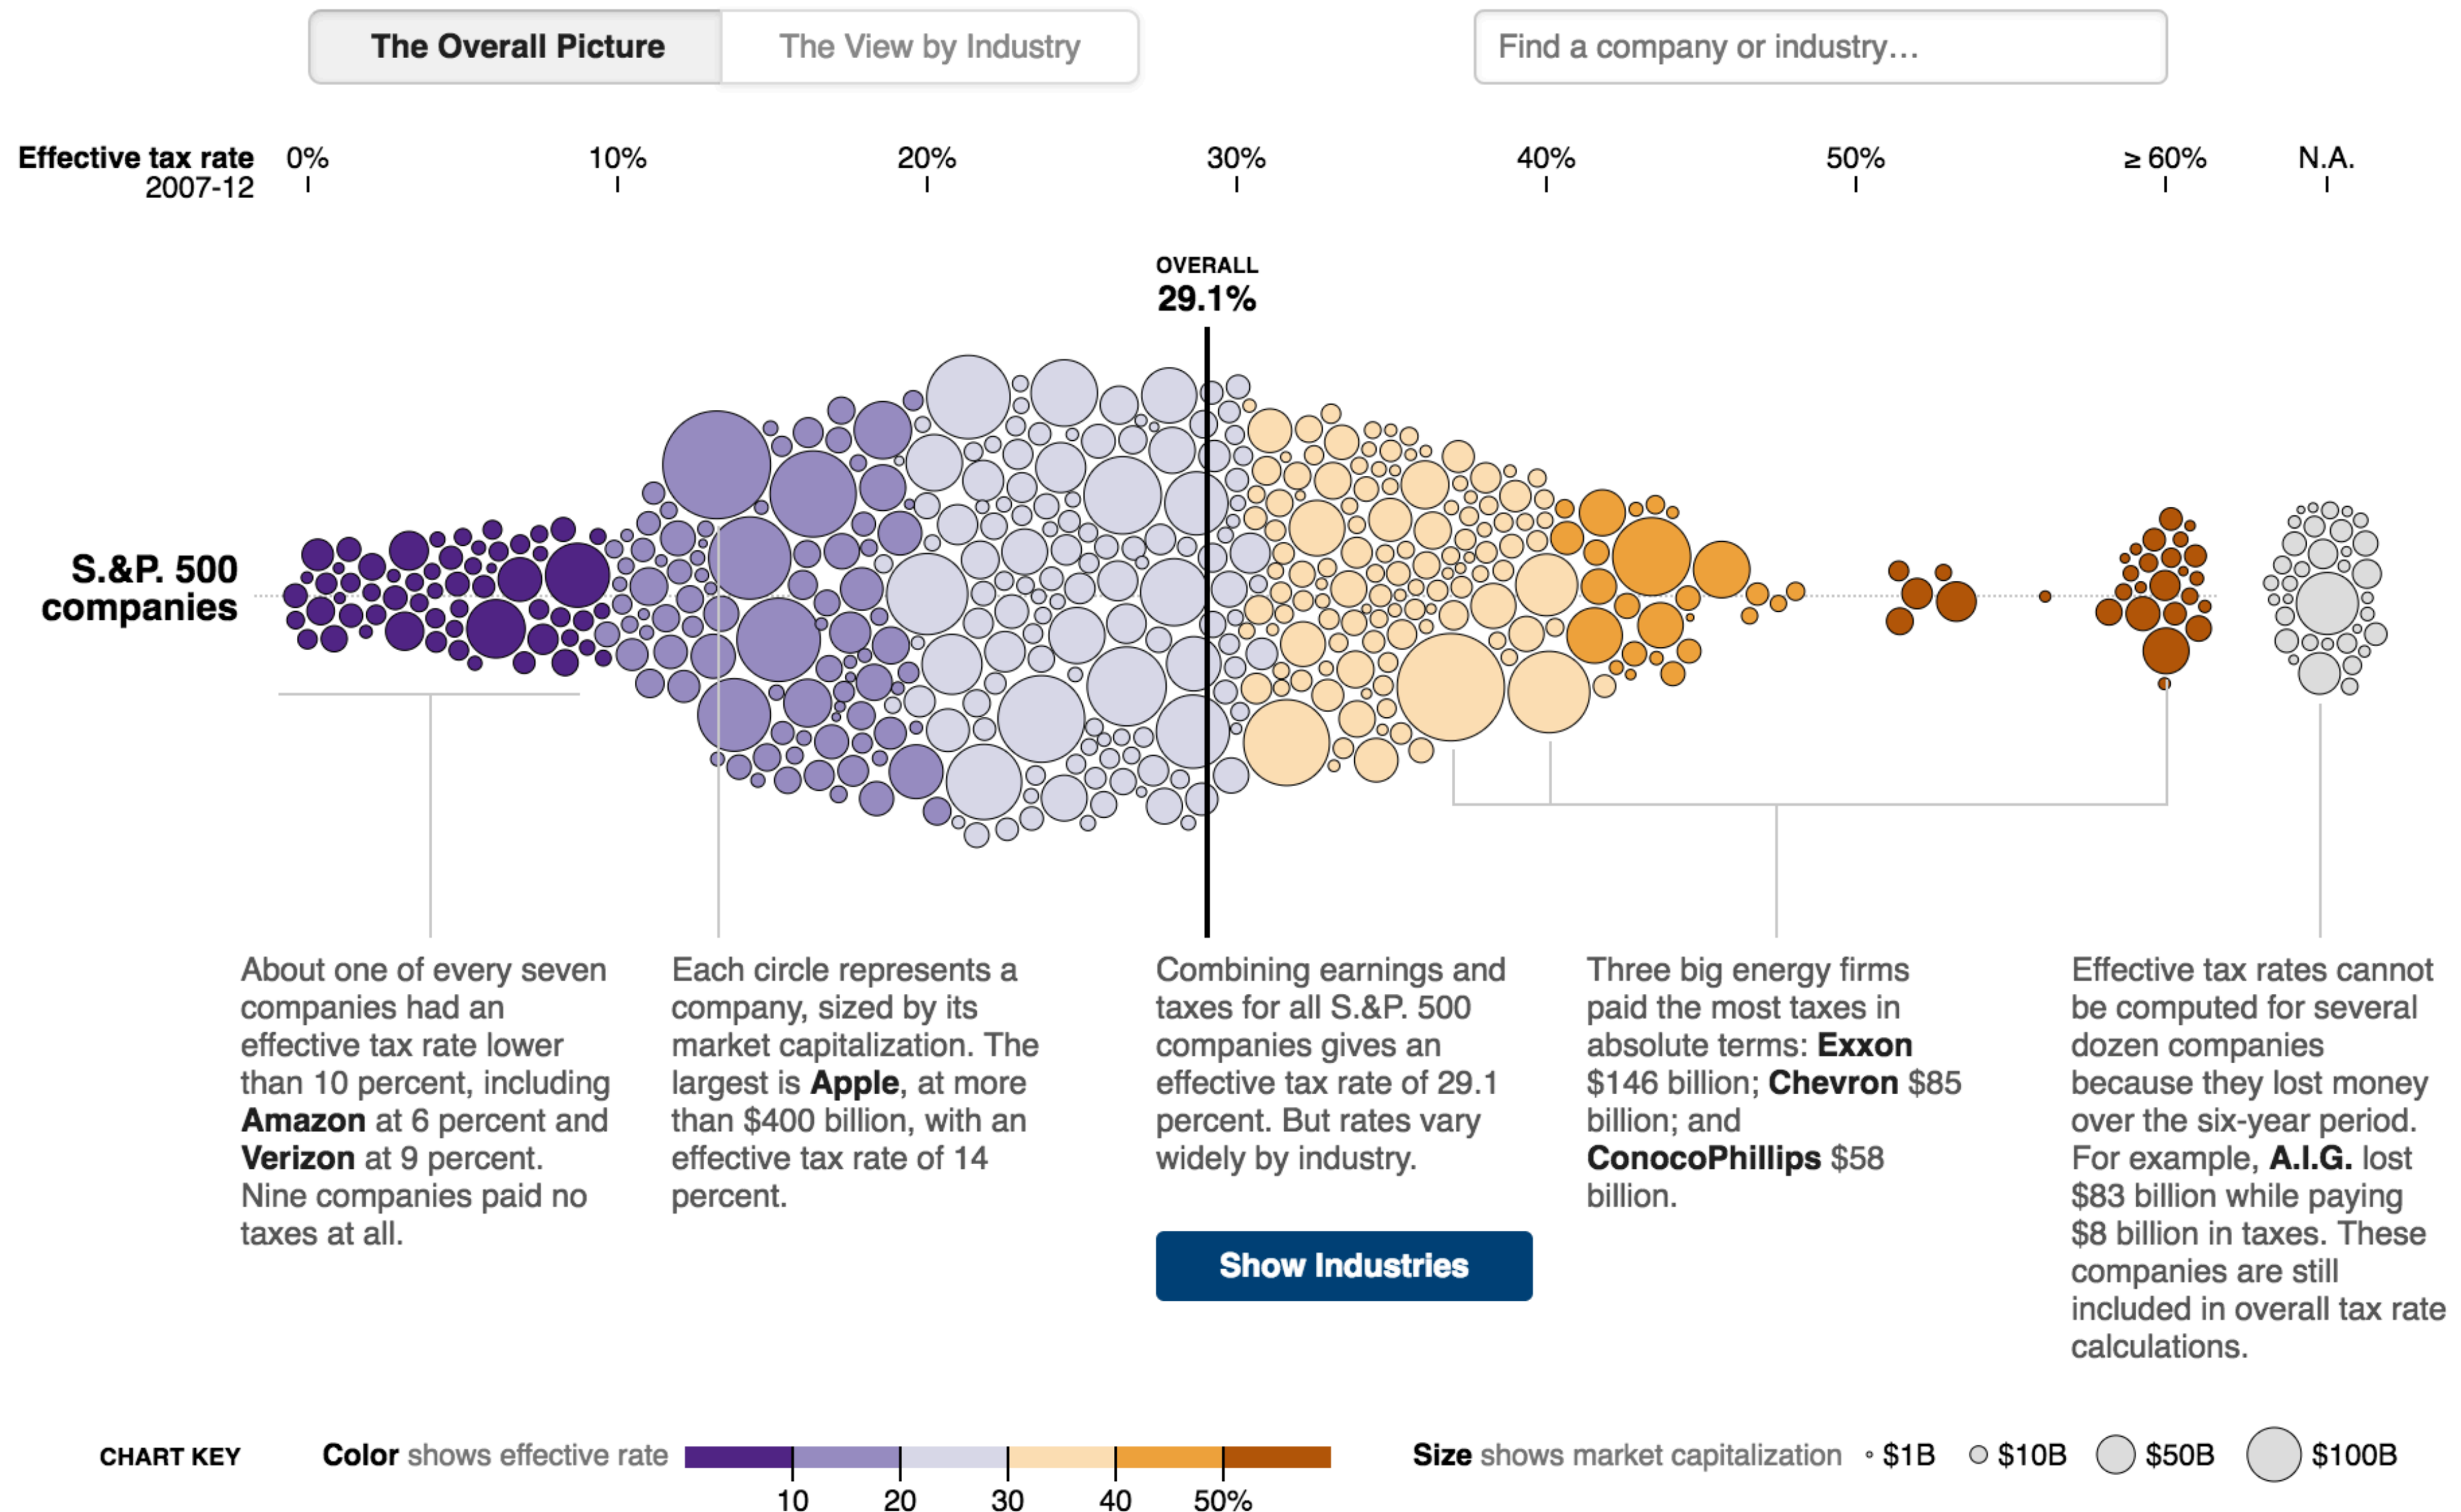 The Overall Picture
The View by Industry
Find a company or industry…
Effective tax rate
2007-12
0%
10%
20%
30%
40%
50%
≥ 60%
N.A.
OVERALL
29.1%
S.&P. 500
companies
About one of every seven
companies had an
effective tax rate lower
than 10 percent, including
Amazon at 6 percent and
Verizon at 9 percent.
Nine companies paid no
taxes at all.
Each circle represents a
company, sized by its
market capitalization. The
largest is Apple, at more
than $400 billion, with an
effective tax rate of 14
percent.
Combining earnings and
taxes for all S.&P. 500
companies gives an
effective tax rate of 29.1
percent. But rates vary
widely by industry.
Show Industries
Three big energy firms
paid the most taxes in
absolute terms: Exxon
$146 billion; Chevron $85
billion; and
ConocoPhillips $58
billion.
Effective tax rates cannot
be computed for several
dozen companies
because they lost money
over the six-year period.
For example, A.I.G. lost
$83 billion while paying
$8 billion in taxes. These
companies are still
included in overall tax rate
calculations.
CHART KEY
Color shows effective rate
10
20
30
40
50%
Size shows market capitalization
$1B
$10B
$50B
$100B